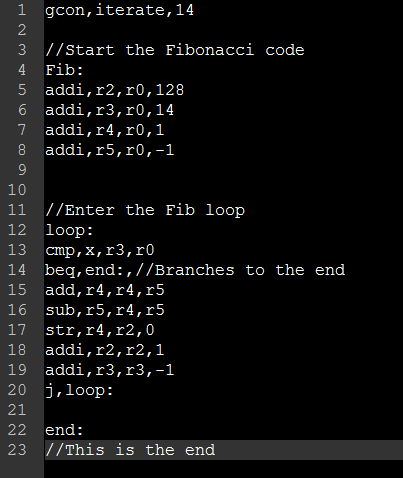 1 gcon,iterate,14
2
3 //Start the Fibonacci code
4 Fib:
5 addi,r2,r0,128
6 addi,r3,r0,14
7 addi,r4,r0,1
8 addi,r5,r0,-1
9
10
11 //Enter the Fib loop
12 loop:
13 cmp,x,r3,r0
14 beq,end:,//Branches to the end
15 add,r4,r4,r5
16 sub,r5,r4,r5
17 str,r4,r2,0
18 addi,r2,r2,1
19 addi,r3,r3,-1
20 j,loop:
21
22 end:
23 //This is the end